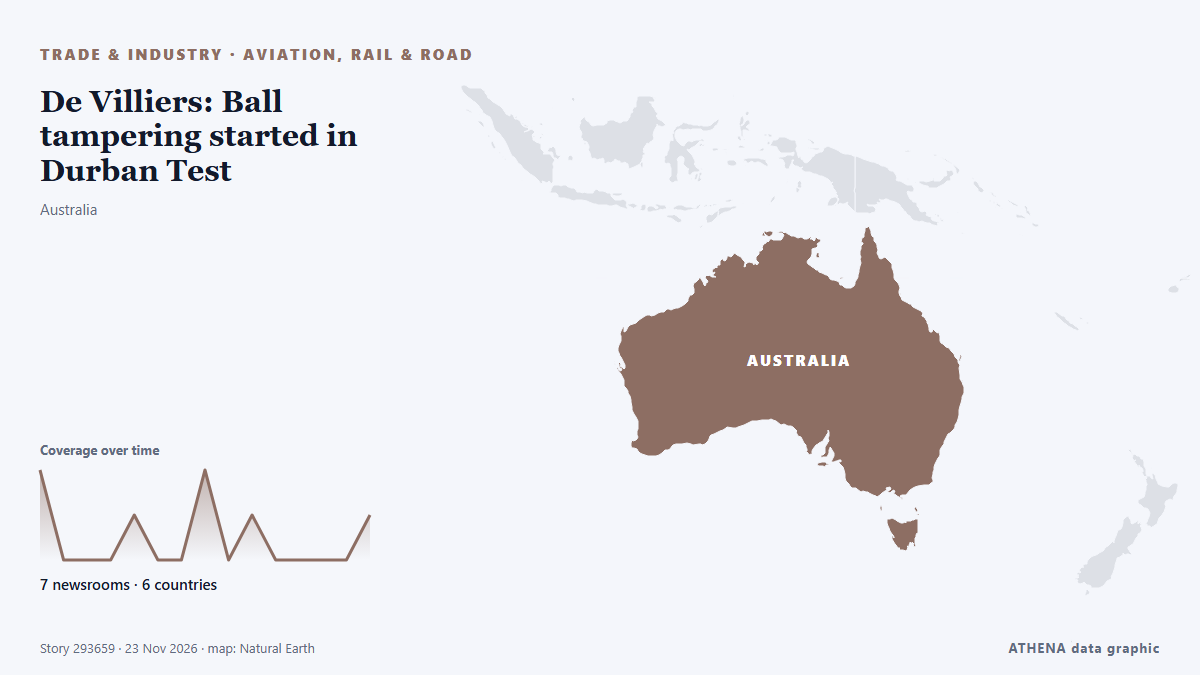 TRADE & INDUSTRY · AVIATION, RAIL & ROAD
De Villiers: Ball
tampering started in
Durban Test
Australia
AUSTRALIA
Coverage over time
7 newsrooms · 6 countries
Story 293659 · 23 Nov 2026 · map: Natural Earth
ATHENA data graphic